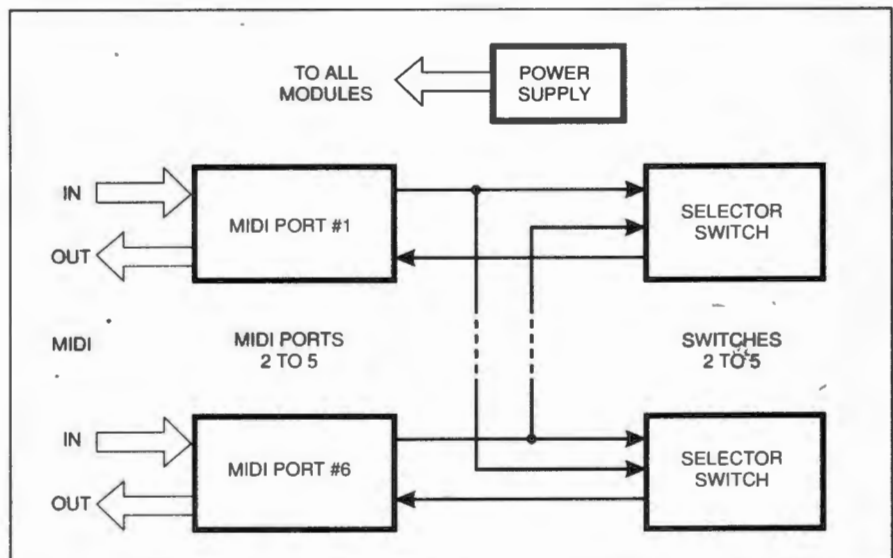 TO ALL
MODULES
POWER
SUPPLY
IN
OUT
MIDI PORT #1
SELECTOR
SWITCH
MIDI
MIDI PORTS
2 TO 5
SWITCHES
2 TO 5
IN
OUT
MIDI PORT #6
SELECTOR
SWITCH